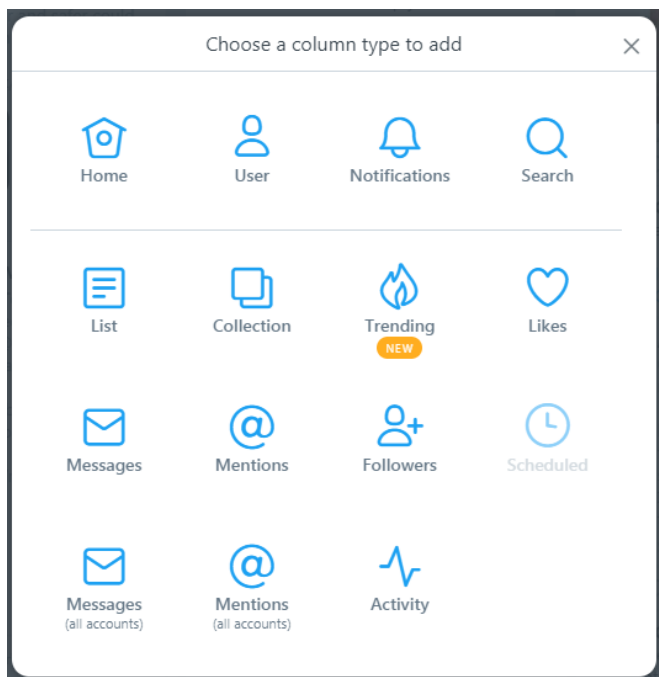 Choose a column type to add
Home User Notifications Search
List Collection Trending Likes
NEW
Messages Mentions Followers Scheduled
Messages Mentions Activity
(all accounts) (all accounts)